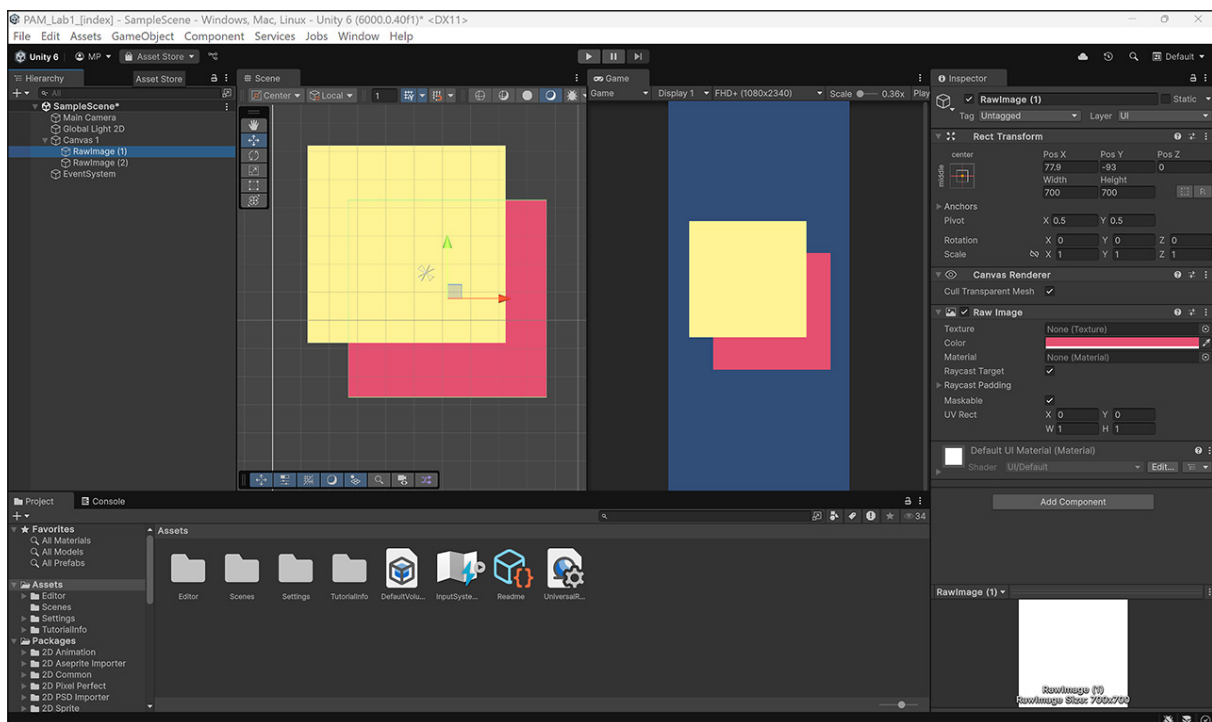 PAM_Lab1_[index] - SampleScene - Windows, Mac, Linux - Unity 6 (6000.0.40f1)* <DX11>
File Edit Assets GameObject Component Services Jobs Window Help
Unity 6 MP Asset Store Default
Hierarchy Asset Store
All
SampleScene*
Main Camera
Global Light 2D
Canvas 1
RawImage (1)
RawImage (2)
EventSystem
Scene
Center Local 1
Game
Game Display 1 FHD+ (1080x2340) Scale 0.36x Play
Inspector
RawImage (1) Static
Tag Untagged Layer UI
Rect Transform
center Pos X Pos Y Pos Z
middle 77.9 -93 0
Width Height
700 700 R
Anchors
Pivot X 0.5 Y 0.5
Rotation X 0 Y 0 Z 0
Scale X 1 Y 1 Z 1
Canvas Renderer
Cull Transparent Mesh
Raw Image
Texture None (Texture)
Color
Material None (Material)
Raycast Target
Raycast Padding
Maskable
UV Rect X 0 Y 0
W 1 H 1
Default UI Material (Material)
Shader UI/Default Edit...
Add Component
RawImage (1)
RawImage (1)
RawImage Size: 700x700
Project Console
34
Favorites
All Materials
All Models
All Prefabs
Assets
Editor
Scenes
Settings
TutorialInfo
Packages
2D Animation
2D Aseprite Importer
2D Common
2D Pixel Perfect
2D PSD Importer
2D Sprite
Assets
Editor Scenes Settings TutorialInfo DefaultVolu... InputSyste... Readme UniversalR...